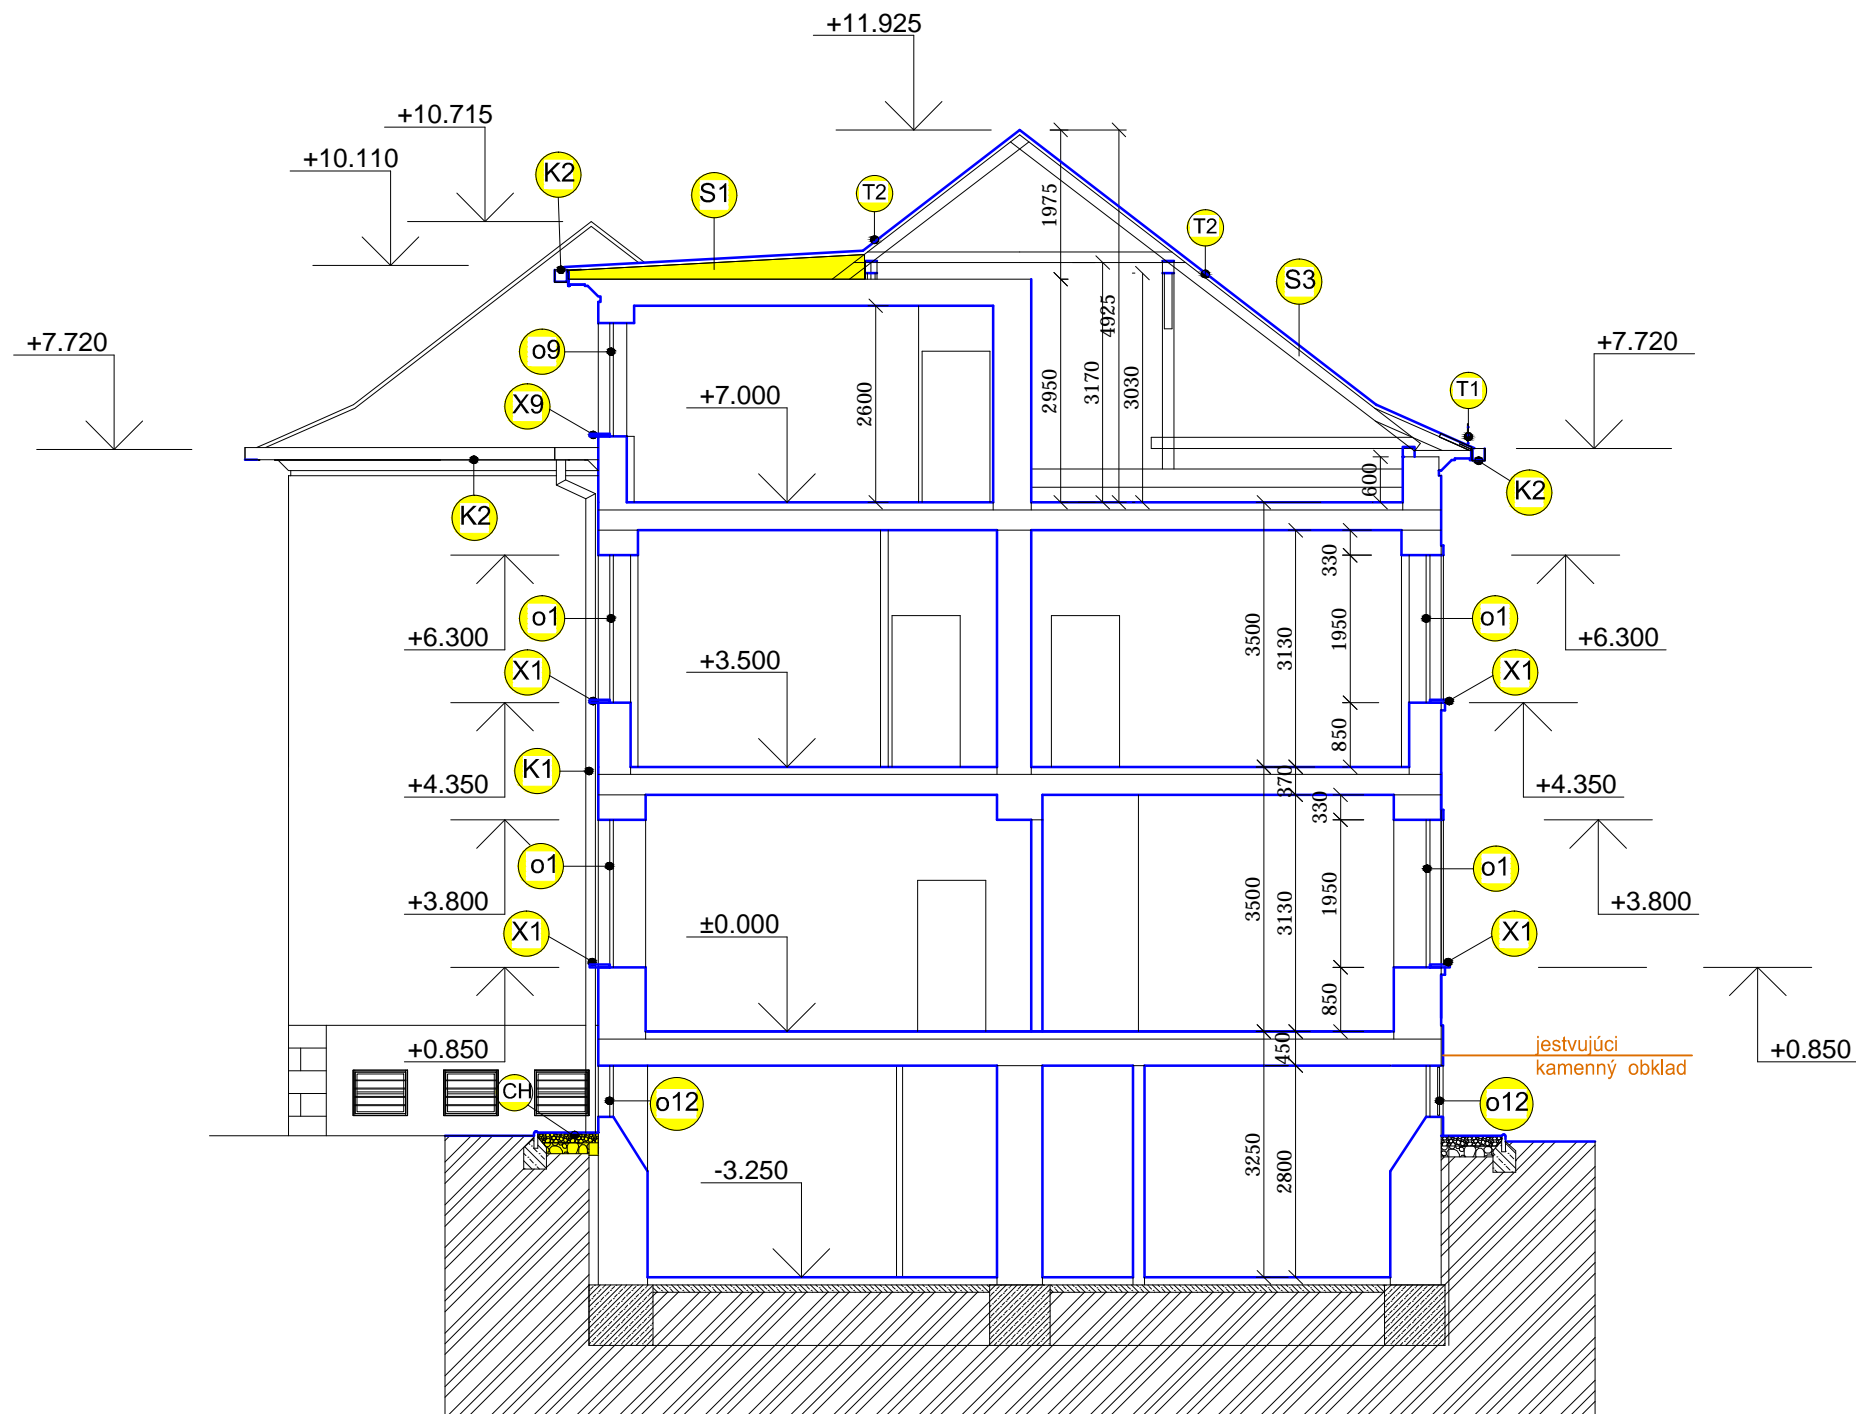 +11.925
+10.715
+10.110
K2
S1
T2
T2
S3
1975
4925
+7.720
+7.720
o9
X9
+7.000
2600
2950
3170
3030
T1
600
K2
K2
330
o1
+6.300
X1
+3.500
3500
3130
1950
o1
+6.300
X1
850
K1
+4.350
370
330
+4.350
o1
+3.800
X1
±0.000
3500
3130
1950
o1
+3.800
X1
850
+0.850
450
jestvujúci
kamenný obklad
+0.850
CH
o12
o12
-3.250
3250
2800